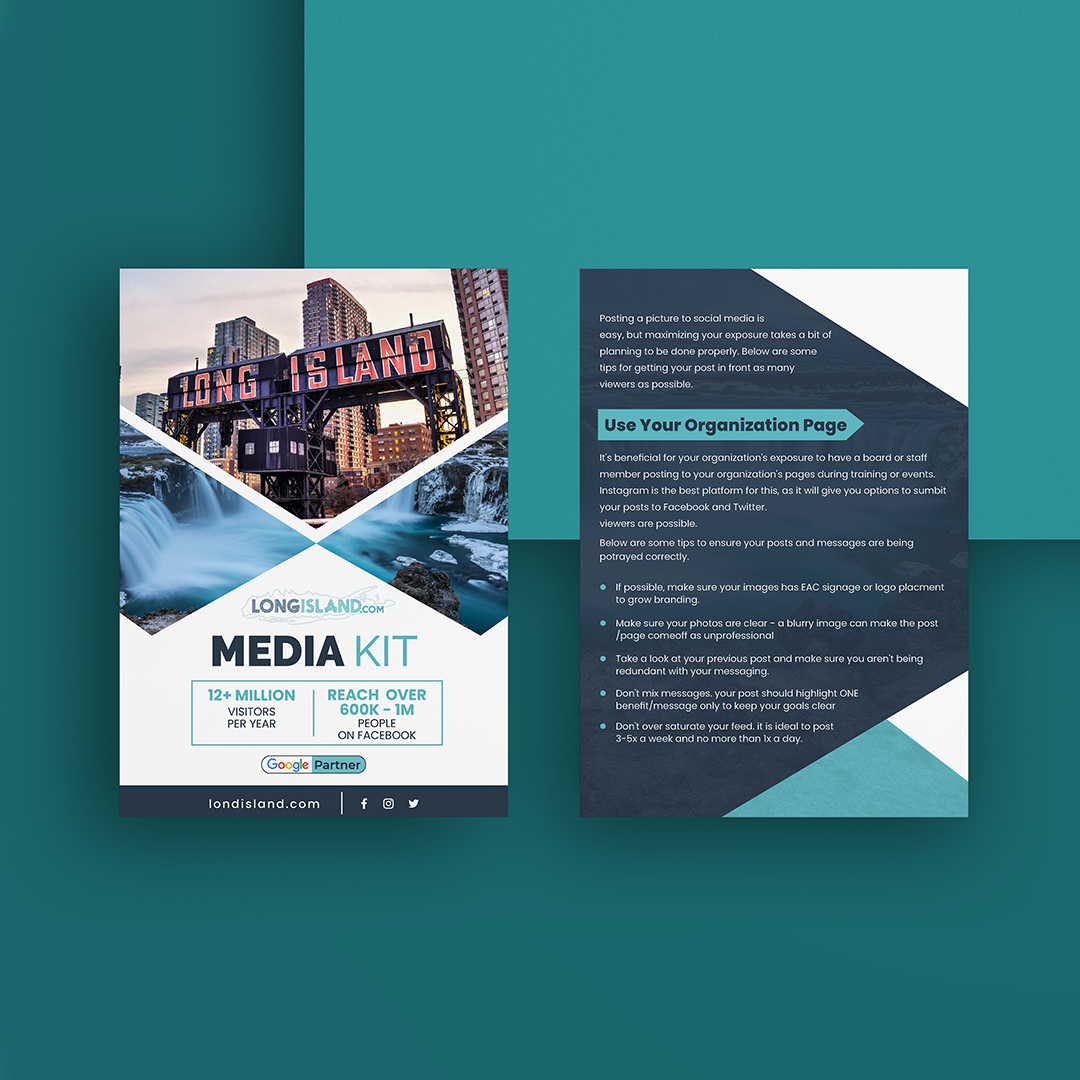 LONG ISLAND
LONGISLAND.COM
MEDIA KIT
12+ MILLION
VISITORS
PER YEAR
REACH OVER
600K - 1M
PEOPLE
ON FACEBOOK
Google Partner
londisland.com
Posting a picture to social media is
easy, but maximizing your exposure takes a bit of
planning to be done properly. Below are some
tips for getting your post in front as many
viewers as possible.
Use Your Organization Page
It's beneficial for your organization's exposure to have a board or staff
member posting to your organization's pages during training or events.
Instagram is the best platform for this, as it will give you options to sumbit
your posts to Facebook and Twitter.
viewers are possible.
Below are some tips to ensure your posts and messages are being
potrayed correctly.
If possible, make sure your images has EAC signage or logo placment
to grow branding.
Make sure your photos are clear - a blurry image can make the post
/page comeoff as unprofessional
Take a look at your previous post and make sure you aren't being
redundant with your messaging.
Don't mix messages. your post should highlight ONE
benefit/message only to keep your goals clear
Don't over saturate your feed. it is ideal to post
3-5x a week and no more than 1x a day.